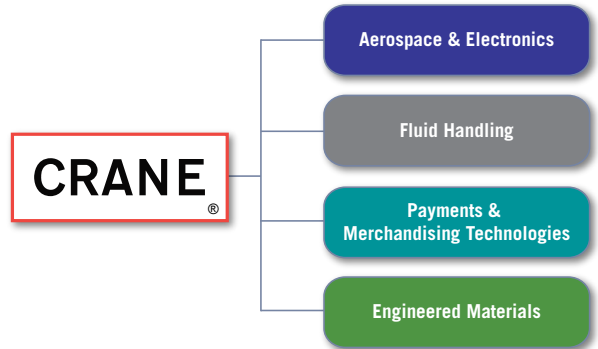 CRANE
®
Aerospace & Electronics
Fluid Handling
Payments &
Merchandising Technologies
Engineered Materials